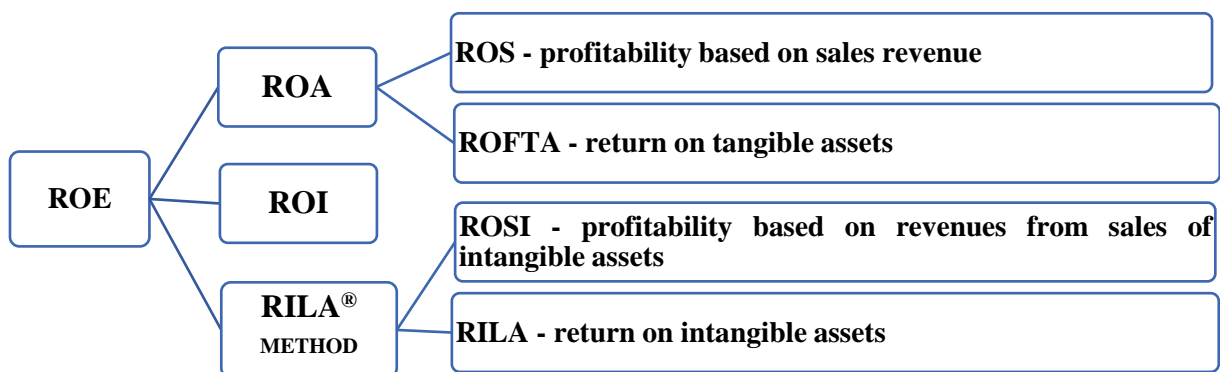 ROE
ROA
ROI
RILA®
METHOD
ROS - profitability based on sales revenue
ROFTA - return on tangible assets
ROSI - profitability based on revenues from sales of
intangible assets
RILA - return on intangible assets